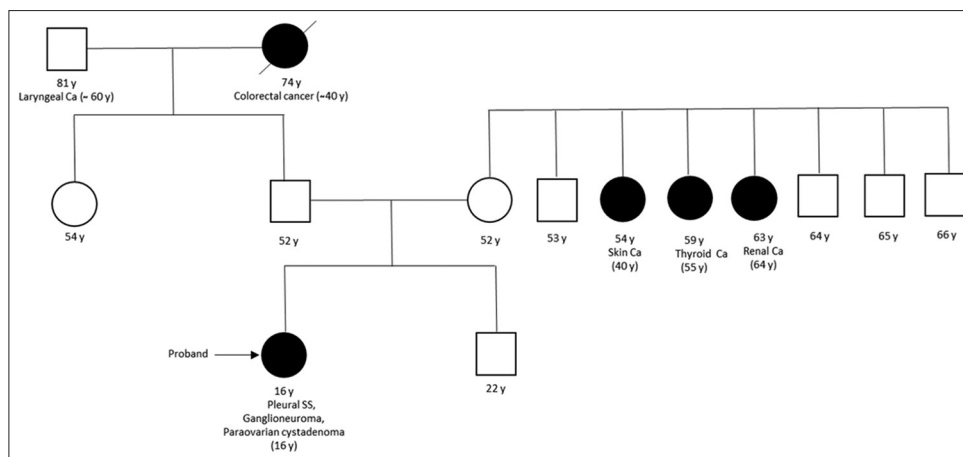 81 y
Laryngeal Ca (~ 60 y)
74 y
Colorectal cancer (~40 y)
54 y
52 y
52 y
53 y
54 y
Skin Ca
(40 y)
59 y
Thyroid Ca
(55 y)
63 y
Renal Ca
(64 y)
64 y
65 y
66 y
Proband
16 y
Pleural SS,
Ganglioneuroma,
Paraovarian cystadenoma
(16 y)
22 y